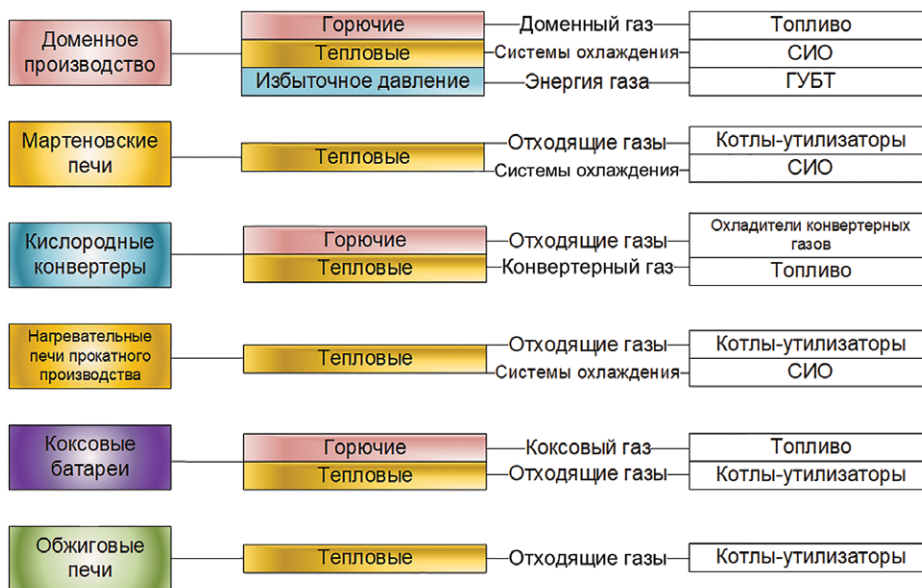 Доменное
производство
Горючие
Доменный газ
Топливо
Тепловые
Системы охлаждения
СИО
Избыточное давление
Энергия газа
ГУБТ
Мартеновские
печи
Тепловые
Отходящие газы
Котлы-утилизаторы
Системы охлаждения
СИО
Кислородные
конвертеры
Горючие
Отходящие газы
Охладители конвертерных
газов
Тепловые
Конвертерный газ
Топливо
Нагревательные
печи прокатного
производства
Тепловые
Отходящие газы
Котлы-утилизаторы
Системы охлаждения
СИО
Коксовые
батареи
Горючие
Коксовый газ
Топливо
Тепловые
Отходящие газы
Котлы-утилизаторы
Обжиговые
печи
Тепловые
Отходящие газы
Котлы-утилизаторы